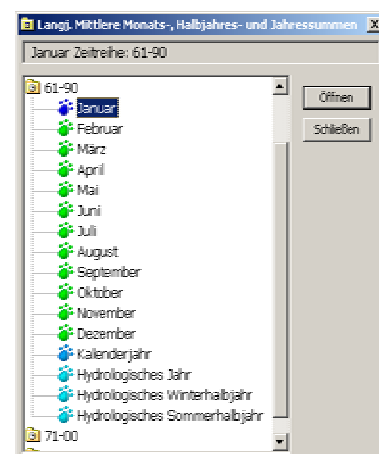 Langj. Mittlere Monats-, Halbjahres- und Jahressummen
Januar Zeitreihe: 61-90
61-90
Januar
Februar
März
April
Mai
Juni
Juli
August
September
Oktober
November
Dezember
Kalenderjahr
Hydrologisches Jahr
Hydrologisches Winterhalbjahr
Hydrologisches Sommerhalbjahr
71-00
Öffnen
Schließen